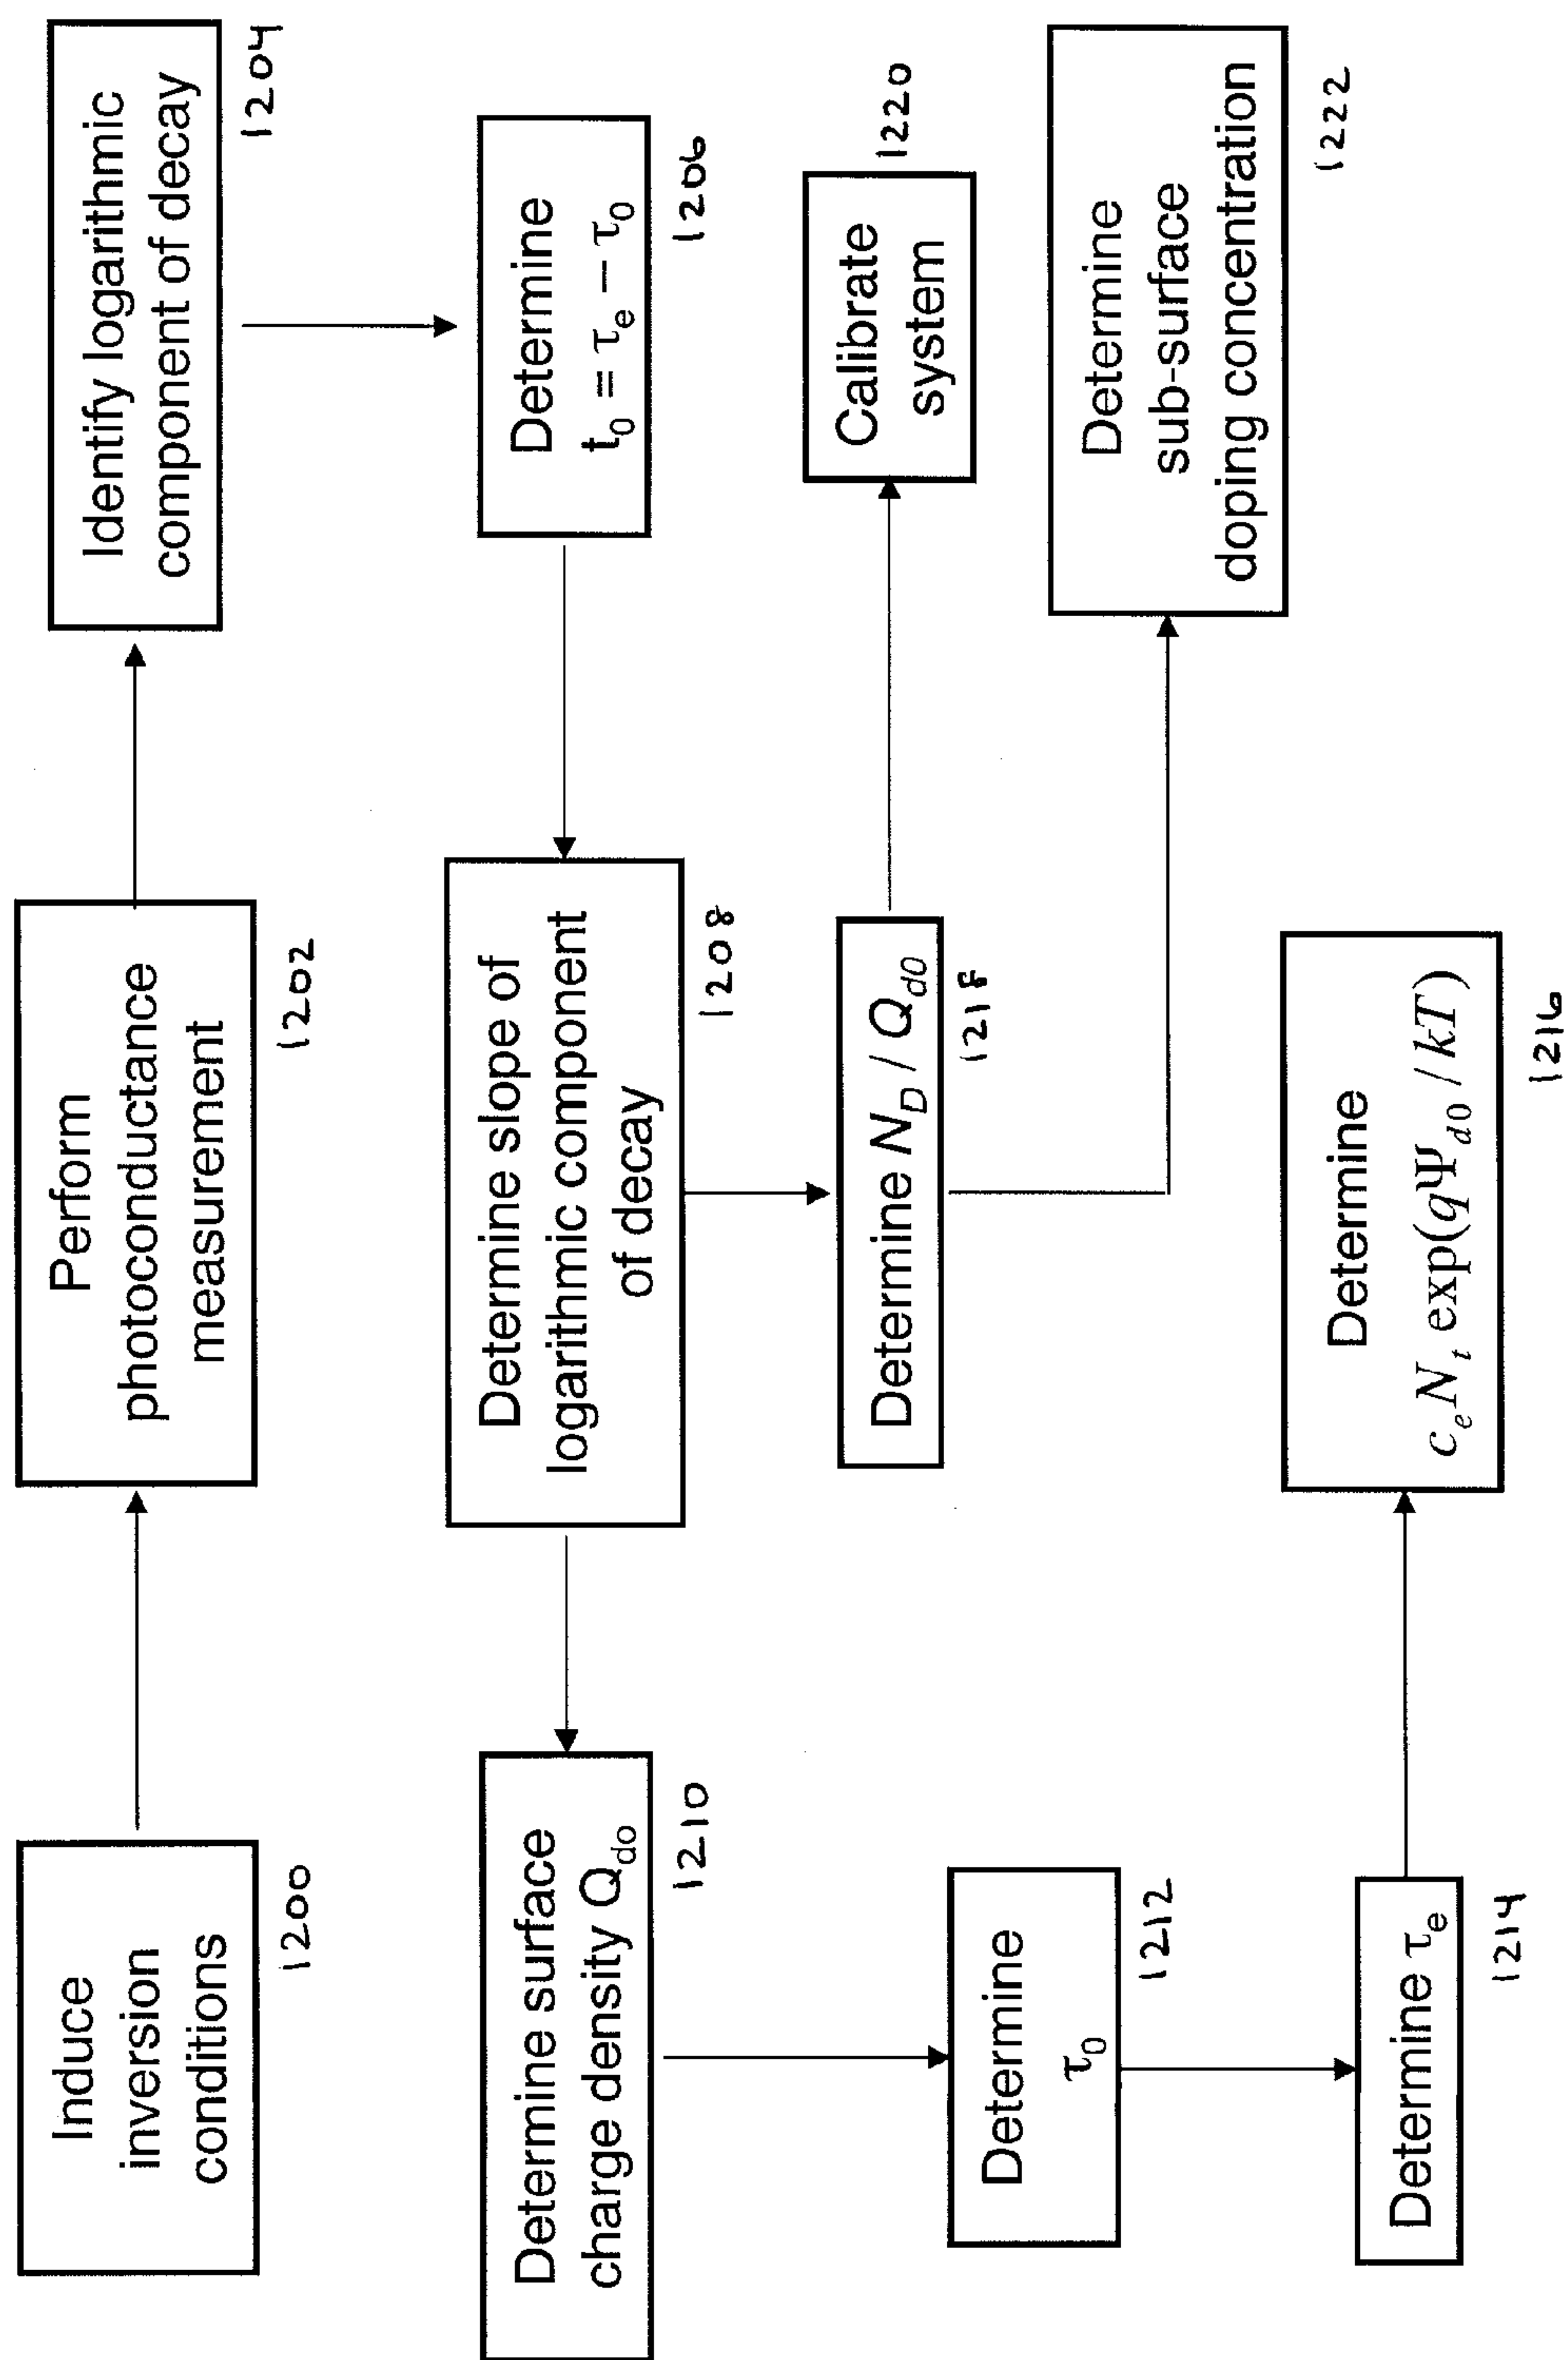 Induce
inversion
conditions
1200
Perform
photoconductance
measurement
1202
Identify logarithmic
component of decay
1204
Determine
t₀ = τₑ − τ₀
1206
Determine slope of
logarithmic component
of decay
1208
Determine surface
charge density Q_do
1210
Determine
τ₀
1212
Determine τₑ
1214
Determine
cₑNₜ exp(qΨ_d0 / kT)
1216
Determine N_D / Q_d0
1218
Calibrate
system
1220
Determine
sub-surface
doping concentration
1222